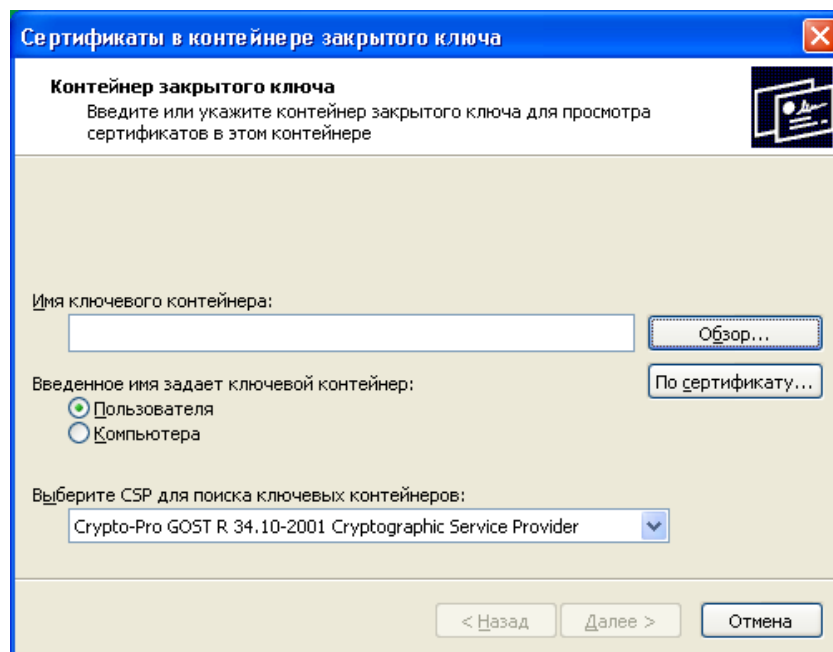 Сертификаты в контейнере закрытого ключа
Контейнер закрытого ключа
Введите или укажите контейнер закрытого ключа для просмотра
сертификатов в этом контейнере
Имя ключевого контейнера:
Обзор...
Введенное имя задает ключевой контейнер:
По сертификату...
Пользователя
Компьютера
Выберите CSP для поиска ключевых контейнеров:
Crypto-Pro GOST R 34.10-2001 Cryptographic Service Provider
< Назад
Далее >
Отмена